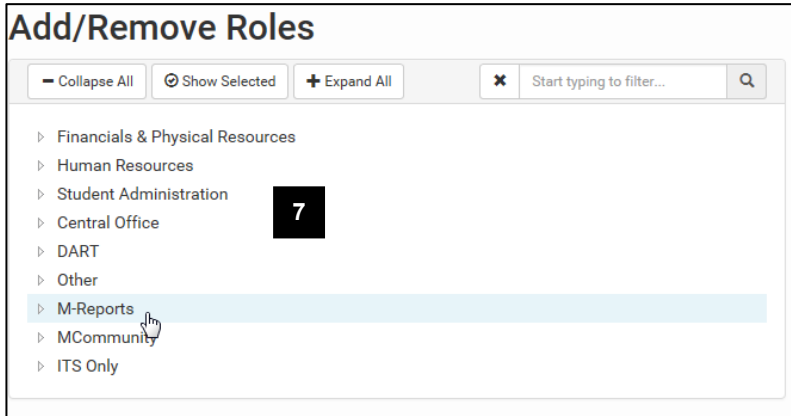 Add/Remove Roles
Collapse All Show Selected Expand All Start typing to filter...
Financials & Physical Resources
Human Resources
Student Administration
7
Central Office
DART
Other
M-Reports
MCommunity
ITS Only